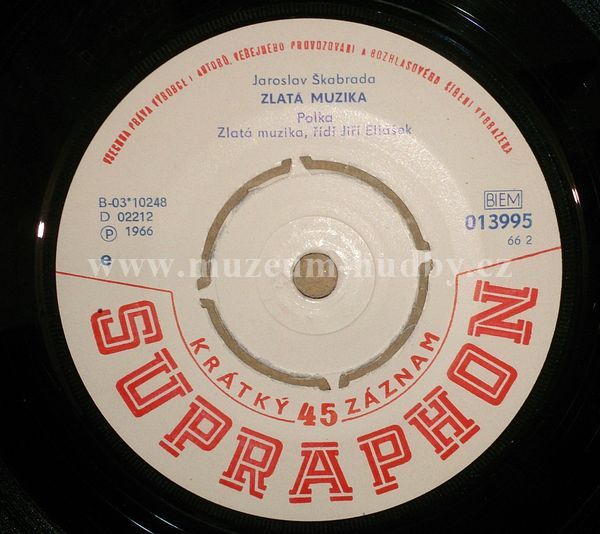 VŠECHNA PRÁVA VÝROBCE I AUTORŮ, VEŘEJNÉHO PROVOZOVÁNÍ A ROZHLASOVÉHO ŠÍŘENÍ VYHRAZENA
Jaroslav Škabrada
ZLATÁ MUZIKA
Polka
Zlatá muzika, řídí Jiří Eliášek
B-03*10248
D 02212
Ⓟ 1966
e
BIEM
013995
66 2
www.muzeum-hudby.cz
KRÁTKÝ 45 ZÁZNAM
SUPRAPHON